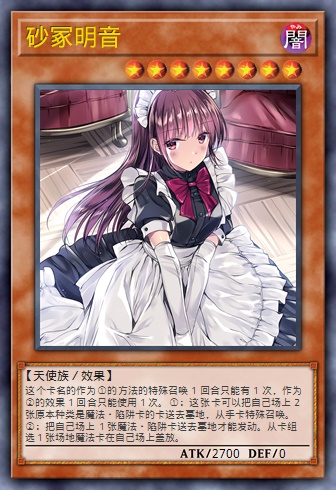 砂冢明音
闇
【天使族／效果】
这个卡名的作为①的方法的特殊召唤1回合只能有1次，作为
②的效果1回合只能使用1次。①：这张卡可以把自己场上2
张原本种类是魔法·陷阱卡的卡送去墓地，从手卡特殊召唤。
②：把自己场上1张魔法·陷阱卡送去墓地才能发动。从卡组
选1张场地魔法卡在自己场上盖放。
ATK/2700 DEF/0